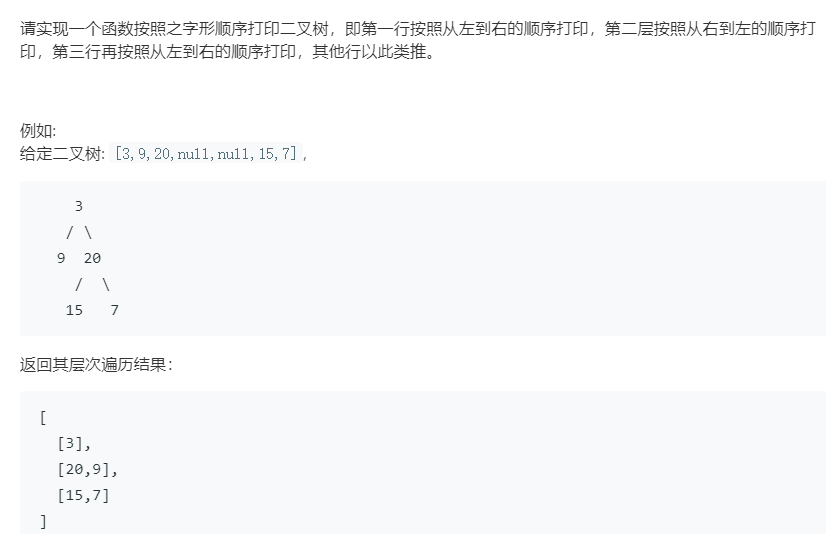 请实现一个函数按照之字形顺序打印二叉树，即第一行按照从左到右的顺序打印，第二层按照从右到左的顺序打
印，第三行再按照从左到右的顺序打印，其他行以此类推。
例如:
给定二叉树: [3,9,20,null,null,15,7],
3
/ \
9 20
/ \
15 7
返回其层次遍历结果：
[
[3],
[20,9],
[15,7]
]